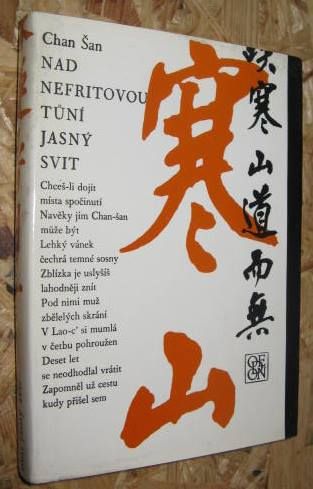 Chan Šan
NAD
NEFRITOVOU
TŮNÍ
JASNÝ
SVIT
Chceš-li dojít
místa spočinutí
Navěky jím Chan-šan
může být
Lehký vánek
čechrá temné sosny
Zblízka je uslyšíš
lahodněji znít
Pod nimi muž
zbělelých skrání
V Lao-c' si mumlá
v četbu pohroužen
Deset let
se neodhodlal vrátit
Zapomněl už cestu
kudy přišel sem
寒山
寒山道而無
ODEON